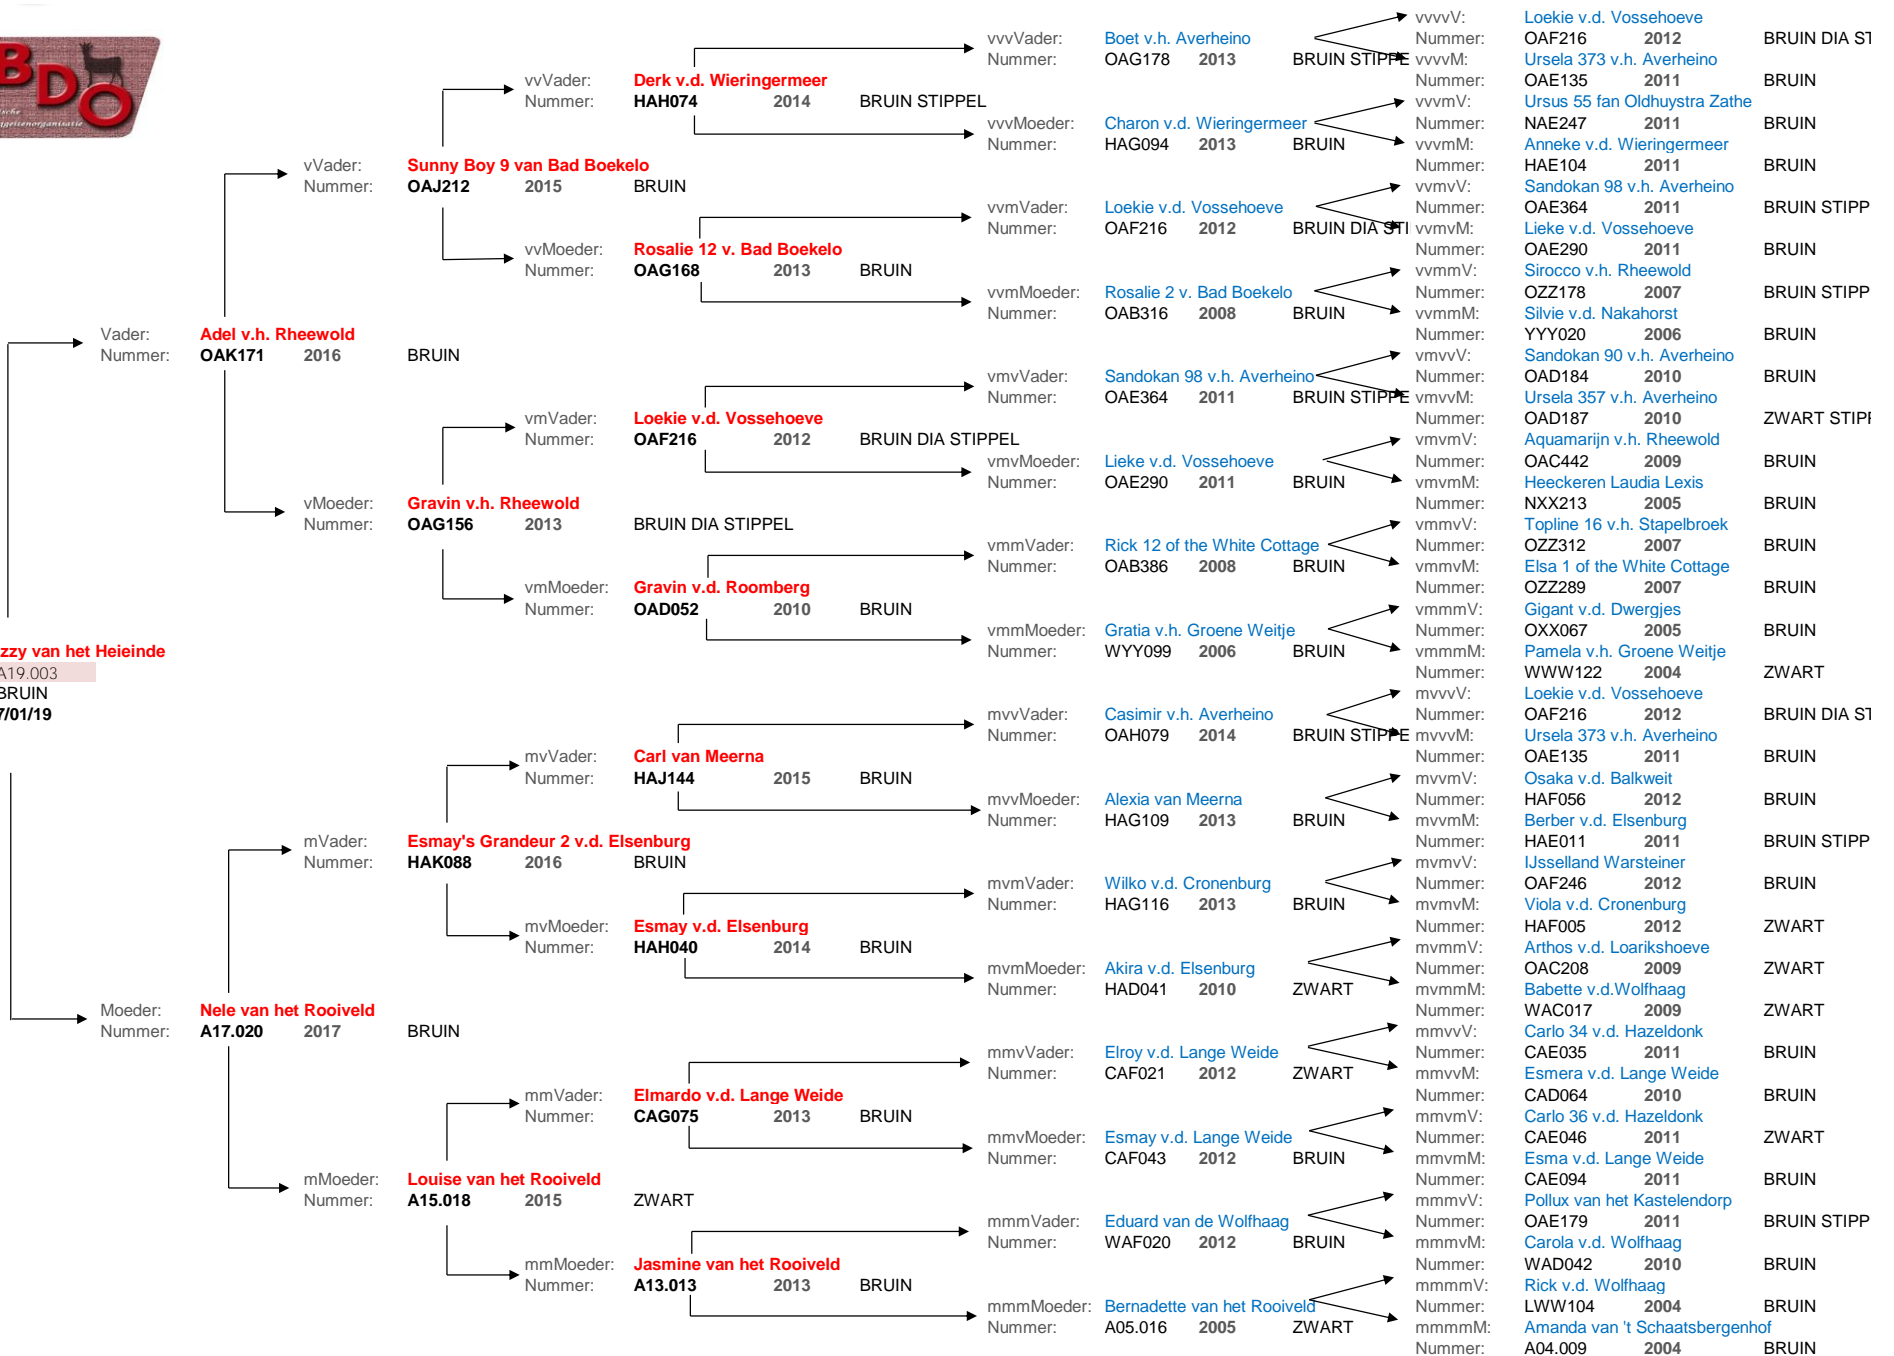 BDO
vvvvV: Loekie v.d. Vossehoeve
vvvVader: Boet v.h. Averheino Nummer: OAF216 2012 BRUIN DIA ST
Nummer: OAG178 2013 BRUIN STIPPE vvvvM: Ursela 373 v.h. Averheino
vvVader: Derk v.d. Wieringermeer Nummer: OAE135 2011 BRUIN
Nummer: HAH074 2014 BRUIN STIPPEL vvvmV: Ursus 55 fan Oldhuystra Zathe
vvvMoeder: Charon v.d. Wieringermeer Nummer: NAE247 2011 BRUIN
Nummer: HAG094 2013 BRUIN vvvmM: Anneke v.d. Wieringermeer
vVader: Sunny Boy 9 van Bad Boekelo Nummer: HAE104 2011 BRUIN
Nummer: OAJ212 2015 BRUIN vvmvV: Sandokan 98 v.h. Averheino
vvmVader: Loekie v.d. Vossehoeve Nummer: OAE364 2011 BRUIN STIPP
Nummer: OAF216 2012 BRUIN DIA STI vvmvM: Lieke v.d. Vossehoeve
vvMoeder: Rosalie 12 v. Bad Boekelo Nummer: OAE290 2011 BRUIN
Nummer: OAG168 2013 BRUIN vvmmV: Sirocco v.h. Rheewold
vvmMoeder: Rosalie 2 v. Bad Boekelo Nummer: OZZ178 2007 BRUIN STIPP
Nummer: OAB316 2008 BRUIN vvmmM: Silvie v.d. Nakahorst
Vader: Adel v.h. Rheewold Nummer: YYY020 2006 BRUIN
Nummer: OAK171 2016 BRUIN vmvvV: Sandokan 90 v.h. Averheino
vmvVader: Sandokan 98 v.h. Averheino Nummer: OAD184 2010 BRUIN
Nummer: OAE364 2011 BRUIN STIPPE vmvvM: Ursela 357 v.h. Averheino
vmVader: Loekie v.d. Vossehoeve Nummer: OAD187 2010 ZWART STIPI
Nummer: OAF216 2012 BRUIN DIA STIPPEL vmvmV: Aquamarijn v.h. Rheewold
vmvMoeder: Lieke v.d. Vossehoeve Nummer: OAC442 2009 BRUIN
Nummer: OAE290 2011 BRUIN vmvmM: Heeckeren Laudia Lexis
vMoeder: Gravin v.h. Rheewold Nummer: NXX213 2005 BRUIN
Nummer: OAG156 2013 BRUIN DIA STIPPEL vmmvV: Topline 16 v.h. Stapelbroek
vmmVader: Rick 12 of the White Cottage Nummer: OZZ312 2007 BRUIN
Nummer: OAB386 2008 BRUIN vmmvM: Elsa 1 of the White Cottage
vmMoeder: Gravin v.d. Roomberg Nummer: OZZ289 2007 BRUIN
Nummer: OAD052 2010 BRUIN vmmmV: Gigant v.d. Dwergjes
vmmMoeder: Gratia v.h. Groene Weitje Nummer: OXX067 2005 BRUIN
zzy van het Heieinde Nummer: WYY099 2006 BRUIN vmmmM: Pamela v.h. Groene Weitje
A19.003 Nummer: WWW122 2004 ZWART
BRUIN mvvvV: Loekie v.d. Vossehoeve
7/01/19 mvvVader: Casimir v.h. Averheino Nummer: OAF216 2012 BRUIN DIA ST
Nummer: OAH079 2014 BRUIN STIPPE mvvvM: Ursela 373 v.h. Averheino
mvVader: Carl van Meerna Nummer: OAE135 2011 BRUIN
Nummer: HAJ144 2015 BRUIN mvvmV: Osaka v.d. Balkweit
mvvMoeder: Alexia van Meerna Nummer: HAF056 2012 BRUIN
Nummer: HAG109 2013 BRUIN mvvmM: Berber v.d. Elsenburg
mVader: Esmay's Grandeur 2 v.d. Elsenburg Nummer: HAE011 2011 BRUIN STIPP
Nummer: HAK088 2016 BRUIN mvmvV: IJsselland Warsteiner
mvmVader: Wilko v.d. Cronenburg Nummer: OAF246 2012 BRUIN
Nummer: HAG116 2013 BRUIN mvmvM: Viola v.d. Cronenburg
mvMoeder: Esmay v.d. Elsenburg Nummer: HAF005 2012 ZWART
Nummer: HAH040 2014 BRUIN mvmmV: Arthos v.d. Loarikshoeve
mvmMoeder: Akira v.d. Elsenburg Nummer: OAC208 2009 ZWART
Nummer: HAD041 2010 ZWART mvmmM: Babette v.d.Wolfhaag
Moeder: Nele van het Rooiveld Nummer: WAC017 2009 ZWART
Nummer: A17.020 2017 BRUIN mmvvV: Carlo 34 v.d. Hazeldonk
mmvVader: Elroy v.d. Lange Weide Nummer: CAE035 2011 BRUIN
Nummer: CAF021 2012 ZWART mmvvM: Esmera v.d. Lange Weide
mmVader: Elmardo v.d. Lange Weide Nummer: CAD064 2010 BRUIN
Nummer: CAG075 2013 BRUIN mmvmV: Carlo 36 v.d. Hazeldonk
mmvMoeder: Esmay v.d. Lange Weide Nummer: CAE046 2011 ZWART
Nummer: CAF043 2012 BRUIN mmvmM: Esma v.d. Lange Weide
mMoeder: Louise van het Rooiveld Nummer: CAE094 2011 BRUIN
Nummer: A15.018 2015 ZWART mmmvV: Pollux van het Kastelendorp
mmmVader: Eduard van de Wolfhaag Nummer: OAE179 2011 BRUIN STIPP
Nummer: WAF020 2012 BRUIN mmmvM: Carola v.d. Wolfhaag
mmMoeder: Jasmine van het Rooiveld Nummer: WAD042 2010 BRUIN
Nummer: A13.013 2013 BRUIN mmmmV: Rick v.d. Wolfhaag
mmmMoeder: Bernadette van het Rooiveld Nummer: LWW104 2004 BRUIN
Nummer: A05.016 2005 ZWART mmmmM: Amanda van 't Schaatsbergenhof
Nummer: A04.009 2004 BRUIN